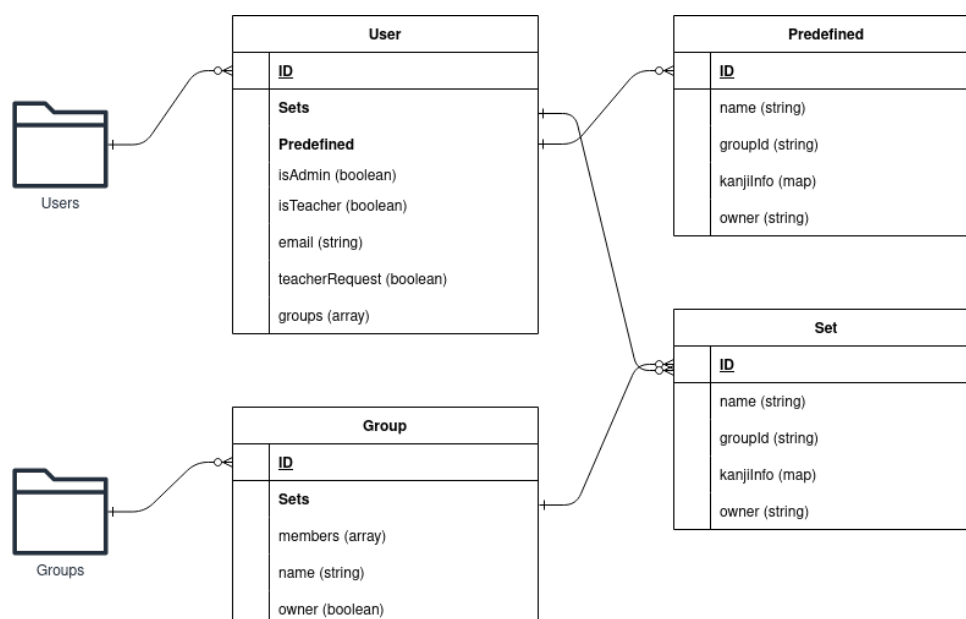 User
ID
Sets
Predefined
isAdmin (boolean)
isTeacher (boolean)
email (string)
teacherRequest (boolean)
groups (array)
Predefined
ID
name (string)
groupId (string)
kanjiInfo (map)
owner (string)
Users
Set
ID
name (string)
groupId (string)
kanjiInfo (map)
owner (string)
Group
ID
Sets
members (array)
name (string)
owner (boolean)
Groups